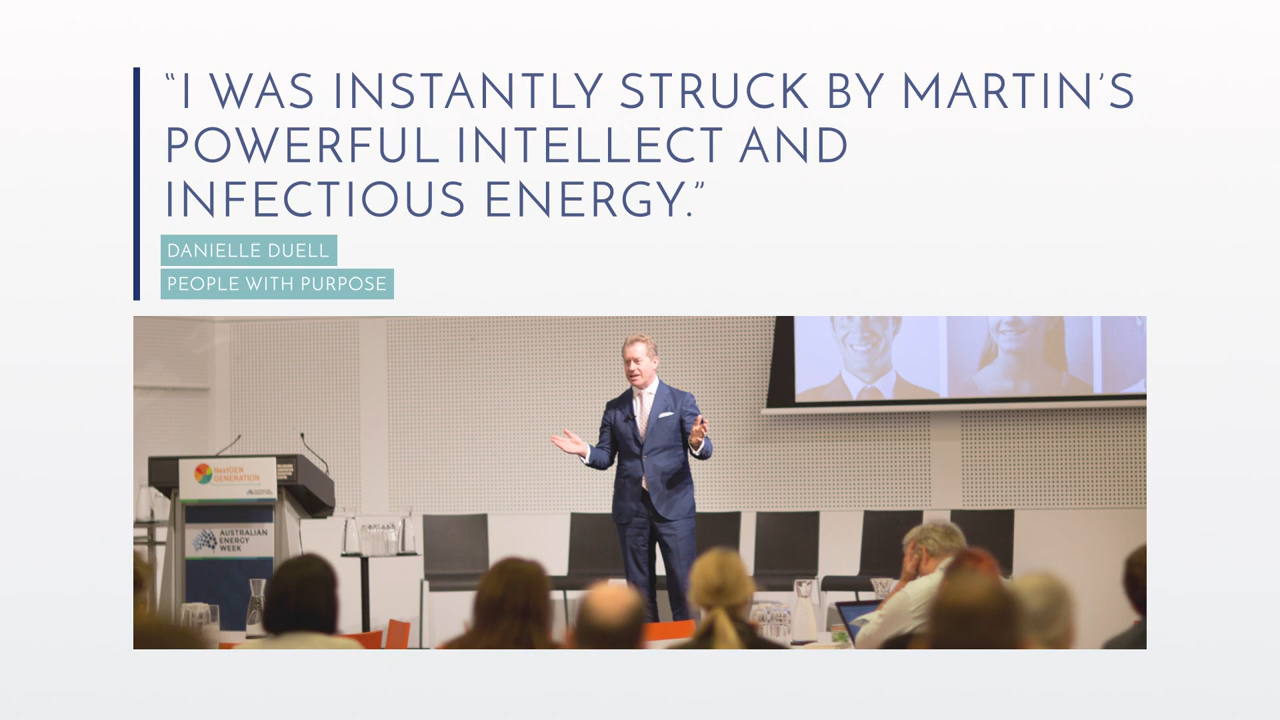 “I WAS INSTANTLY STRUCK BY MARTIN’S
POWERFUL INTELLECT AND
INFECTIOUS ENERGY.”
DANIELLE DUELL
PEOPLE WITH PURPOSE
NextGEN
GENERATION
AUSTRALIAN
ENERGY
WEEK